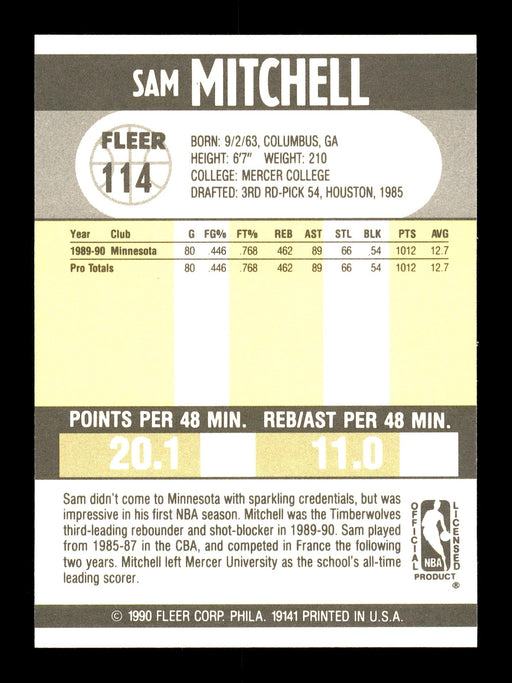 SAM MITCHELL
FLEER
114
BORN: 9/2/63, COLUMBUS, GA
HEIGHT: 6'7" WEIGHT: 210
COLLEGE: MERCER COLLEGE
DRAFTED: 3RD RD-PICK 54, HOUSTON, 1985
Year Club G FG% FT% REB AST STL BLK PTS AVG
1989-90 Minnesota 80 .446 .768 462 89 66 .54 1012 12.7
Pro Totals 80 .446 .768 462 89 66 .54 1012 12.7
POINTS PER 48 MIN. REB/AST PER 48 MIN.
20.1 11.0
Sam didn't come to Minnesota with sparkling credentials, but was
impressive in his first NBA season. Mitchell was the Timberwolves
third-leading rebounder and shot-blocker in 1989-90. Sam played
from 1985-87 in the CBA, and competed in France the following
two years. Mitchell left Mercer University as the school's all-time
leading scorer.
OFFICIAL
LICENSED
NBA
PRODUCT
®
© 1990 FLEER CORP. PHILA. 19141 PRINTED IN U.S.A.